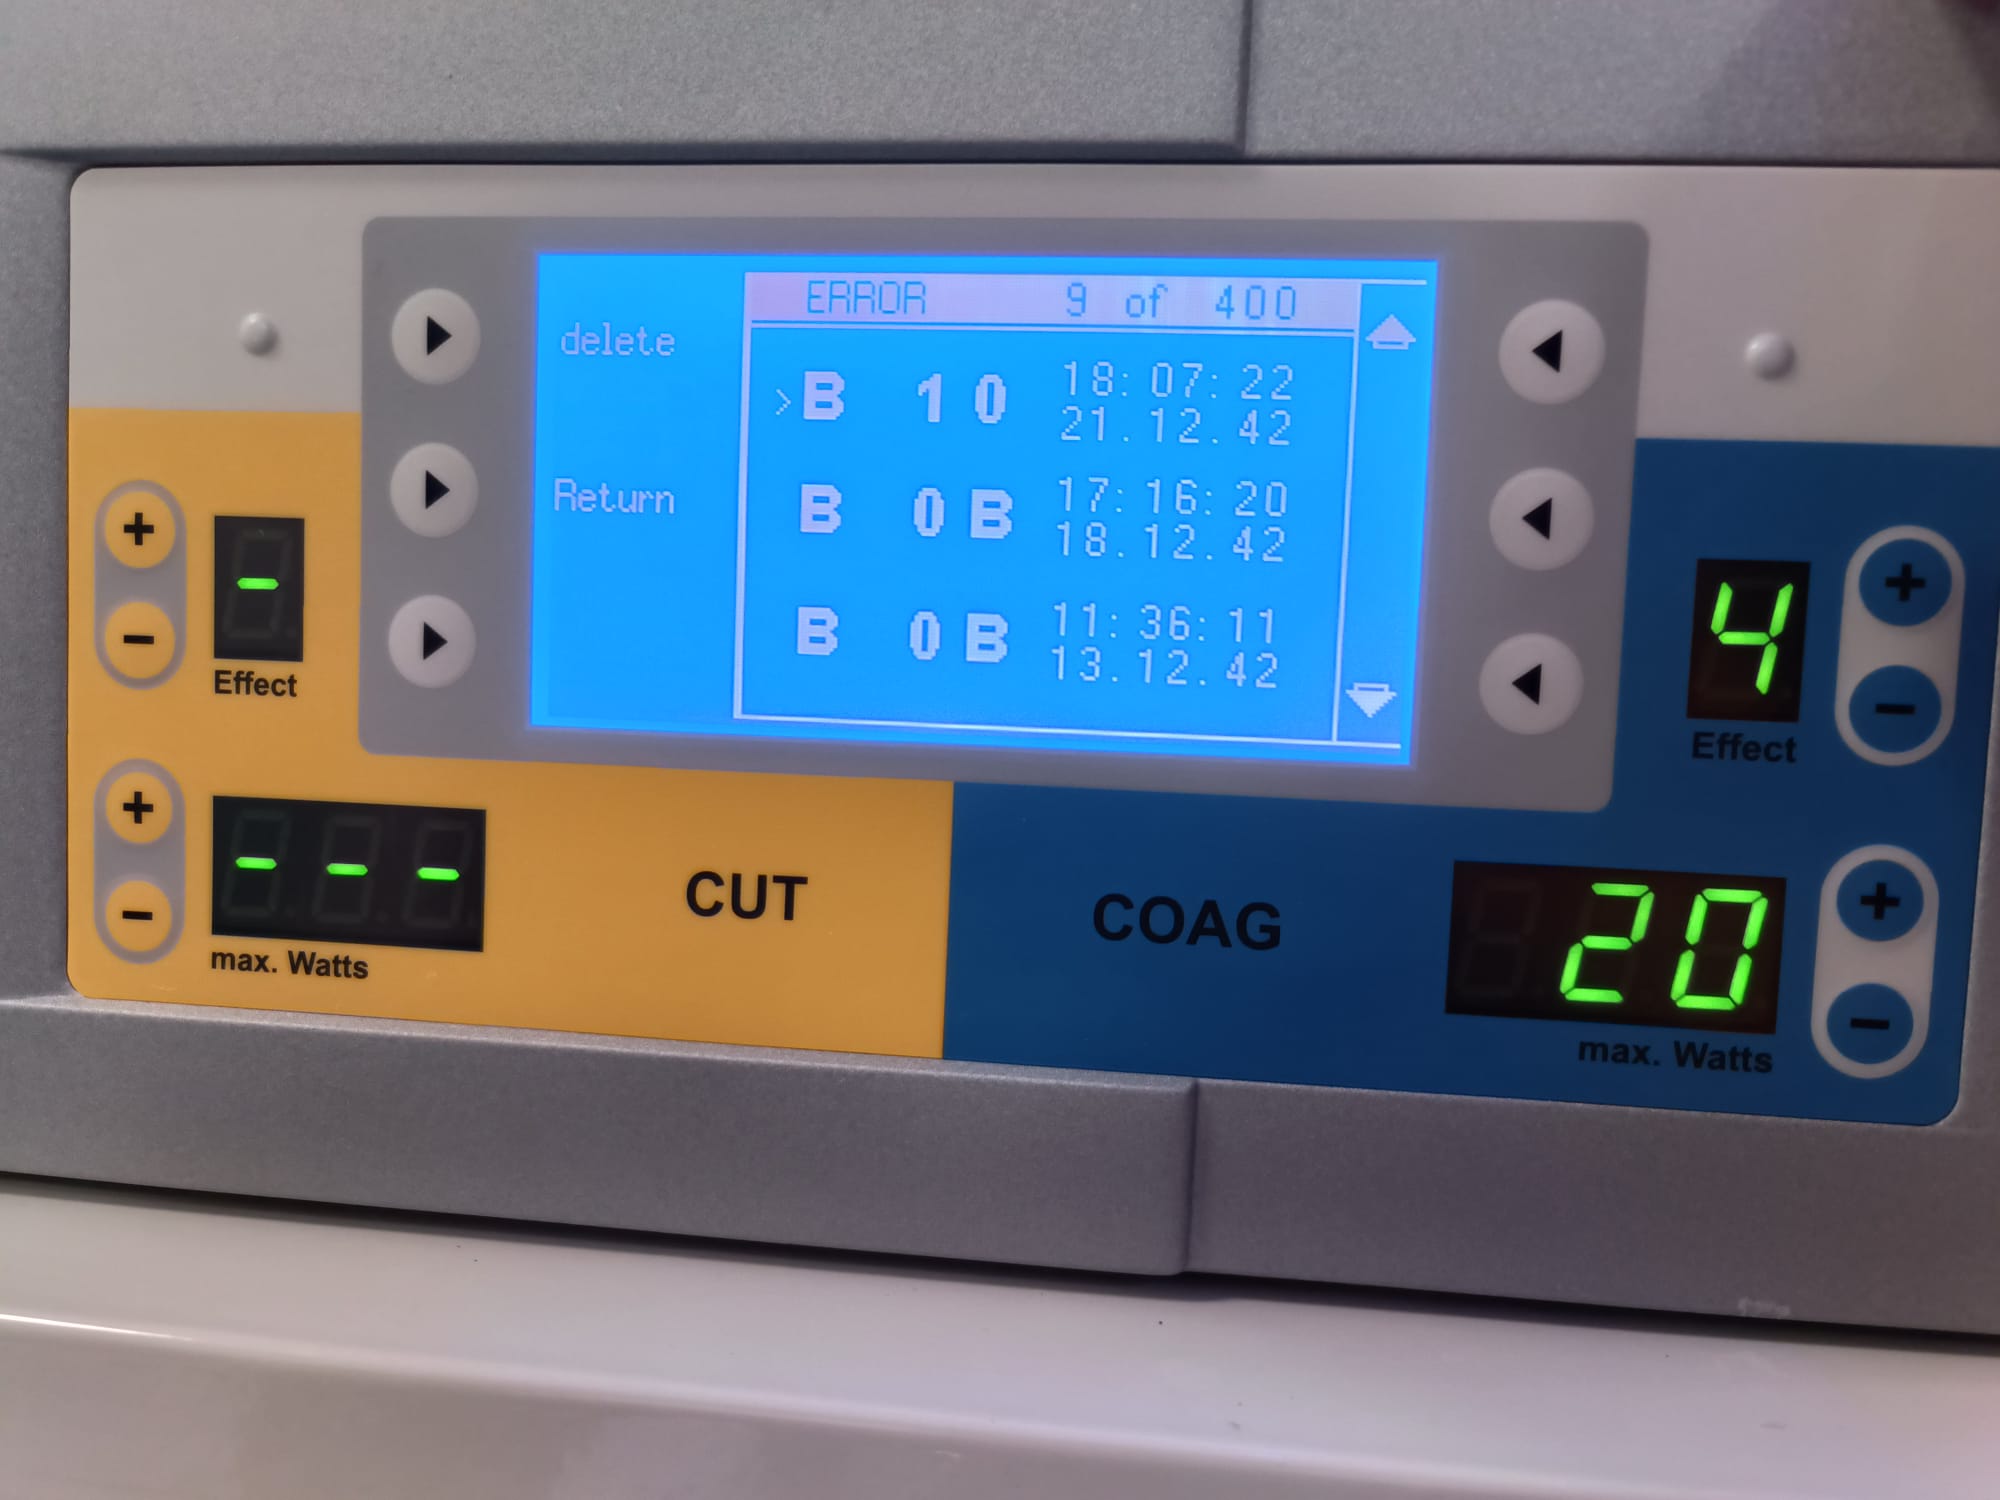 ERROR 9 of 400
delete
>B 10 18:07:22
21.12.42
Return
B 0B 17:16:20
18.12.42
B 0B 11:36:11
13.12.42
+
-
-
Effect
+
-
---
max. Watts
CUT
COAG
4
+
-
Effect
20
+
-
max. Watts